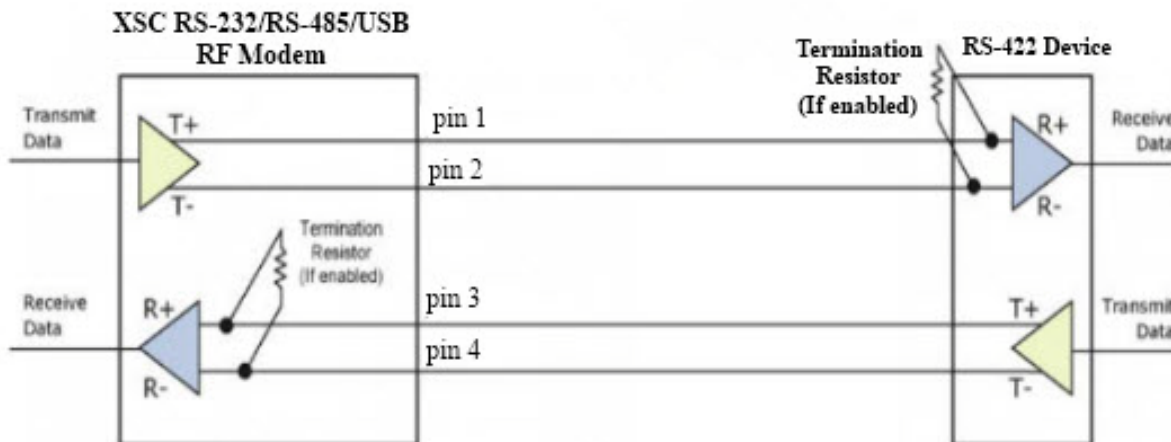 XSC RS-232/RS-485/USB
RF Modem
Termination
Resistor
(If enabled)
RS-422 Device
Transmit
Data
T+
T-
pin 1
pin 2
R+
R-
Receive
Data
Termination
Resistor
(If enabled)
Receive
Data
R+
R-
pin 3
pin 4
T+
T-
Transmit
Data